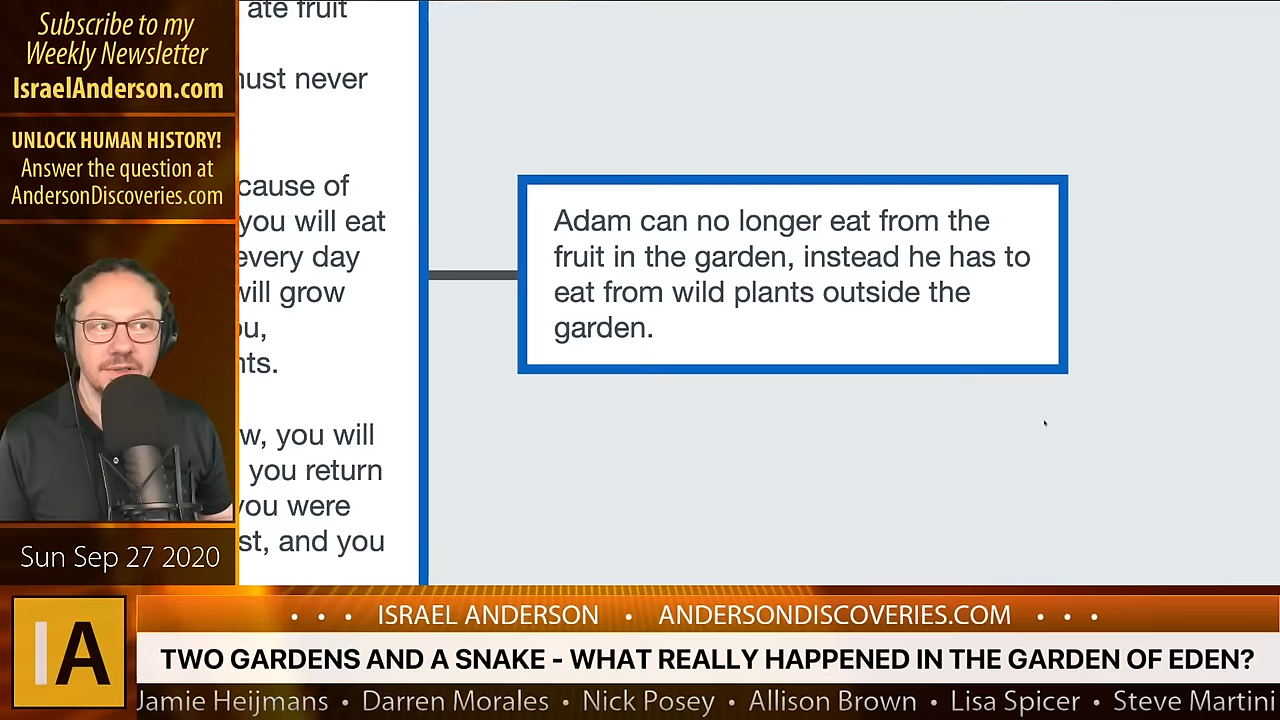 Subscribe to my
Weekly Newsletter
IsraelAnderson.com
UNLOCK HUMAN HISTORY!
Answer the question at
AndersonDiscoveries.com
ate fruit
must never
cause of
you will eat
every day
will grow
w, you will
you return
you were
st, and you
Adam can no longer eat from the
fruit in the garden, instead he has to
eat from wild plants outside the
garden.
Sun Sep 27 2020
IA
• • • ISRAEL ANDERSON • ANDERSONDISCOVERIES.COM • • •
TWO GARDENS AND A SNAKE - WHAT REALLY HAPPENED IN THE GARDEN OF EDEN?
Jamie Heijmans • Darren Morales • Nick Posey • Allison Brown • Lisa Spicer • Steve Martini